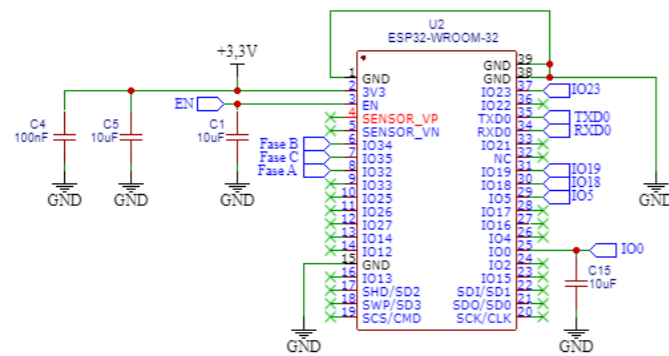 U2
ESP32-WROOM-32
+3,3V
1 GND
2 3V3
3 EN
4 SENSOR_VP
5 SENSOR_VN
6 IO34
7 IO35
8 IO32
9 IO33
10 IO25
11 IO26
12 IO27
13 IO14
14 IO12
15 GND
16 IO13
17 SHD/SD2
18 SWP/SD3
19 SCS/CMD
GND 39
GND 38
IO23 37
IO22 36
TXD0 35
RXD0 34
IO21 33
NC 32
IO19 31
IO18 30
IO5 29
IO17 28
IO16 27
IO4 26
IO0 25
IO2 24
IO15 23
SDI/SD1 22
SDO/SD0 21
SCK/CLK 20
EN
C4
100nF
C5
10uF
C1
10uF
GND
GND
GND
Fase B
Fase C
Fase A
GND
IO23
TXD0
RXD0
IO19
IO18
IO5
IO0
C15
10uF
GND
GND